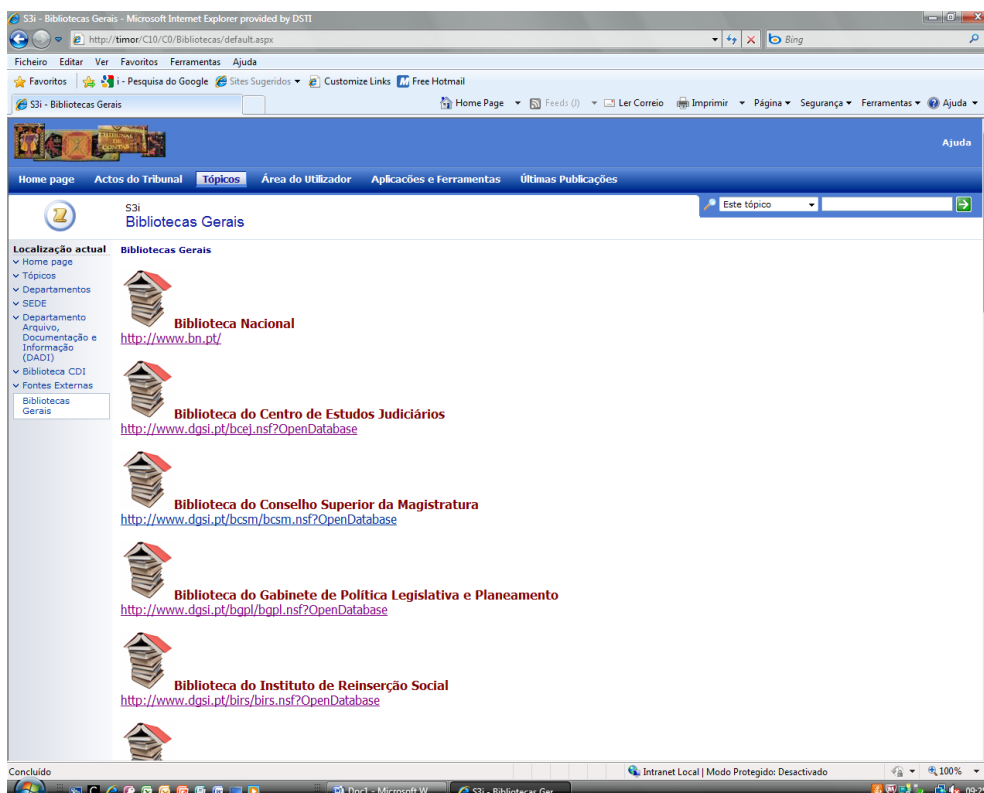 S3i - Bibliotecas Gerais - Microsoft Internet Explorer provided by DSTI
http://timor/C10/C0/Bibliotecas/default.aspx
Bing
Ficheiro Editar Ver Favoritos Ferramentas Ajuda
Favoritos i - Pesquisa do Google Sites Sugeridos Customize Links Free Hotmail
S3i - Bibliotecas Gerais Home Page Feeds (J) Ler Correio Imprimir Página Segurança Ferramentas Ajuda
TRIBUNAL
DE
CONTAS
Ajuda
Home page Actos do Tribunal Tópicos Área do Utilizador Aplicacões e Ferramentas Últimas Publicações
Este tópico
S3i
Bibliotecas Gerais
Localização actual
Home page
Tópicos
Departamentos
SEDE
Departamento
Arquivo,
Documentação e
Informação
(DADI)
Biblioteca CDI
Fontes Externas
Bibliotecas
Gerais
Bibliotecas Gerais
Biblioteca Nacional
http://www.bn.pt/
Biblioteca do Centro de Estudos Judiciários
http://www.dgsi.pt/bcej.nsf?OpenDatabase
Biblioteca do Conselho Superior da Magistratura
http://www.dgsi.pt/bcsm/bcsm.nsf?OpenDatabase
Biblioteca do Gabinete de Política Legislativa e Planeamento
http://www.dgsi.pt/bgpl/bgpl.nsf?OpenDatabase
Biblioteca do Instituto de Reinserção Social
http://www.dgsi.pt/birs/birs.nsf?OpenDatabase
Concluído Intranet Local | Modo Protegido: Desactivado 100%
Doc1 - Microsoft W... S3i - Bibliotecas Ger...